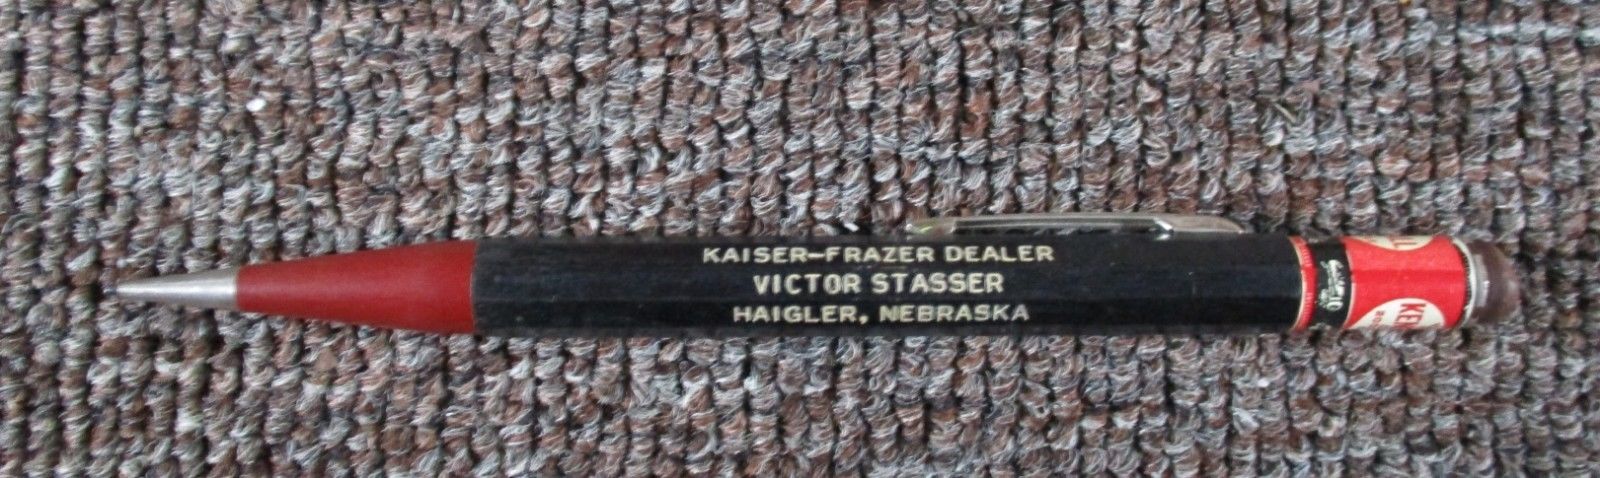 KAISER-FRAZER DEALER
VICTOR STASSER
HAIGLER, NEBRASKA